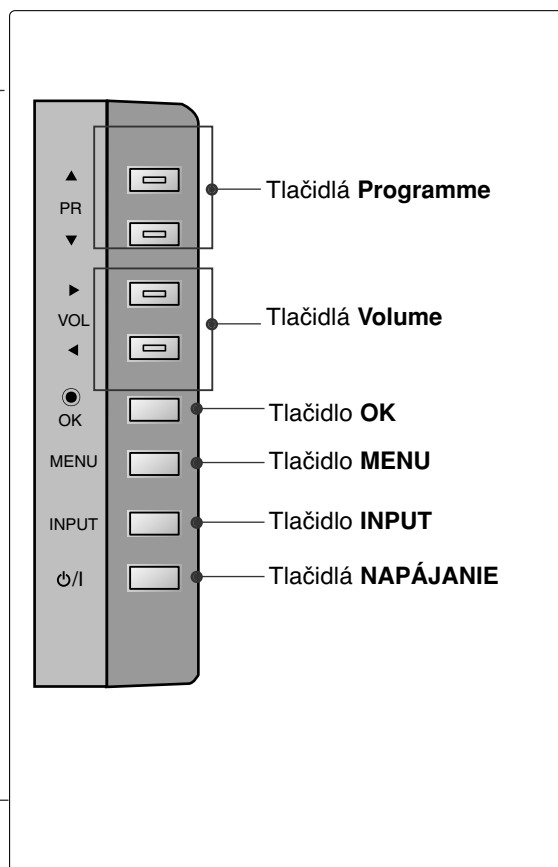 ▲
PR
▼
Tlačidlá Programme
►
VOL
◄
Tlačidlá Volume
OK
Tlačidlo OK
MENU
Tlačidlo MENU
INPUT
Tlačidlo INPUT
⏻/I
Tlačidlá NAPÁJANIE